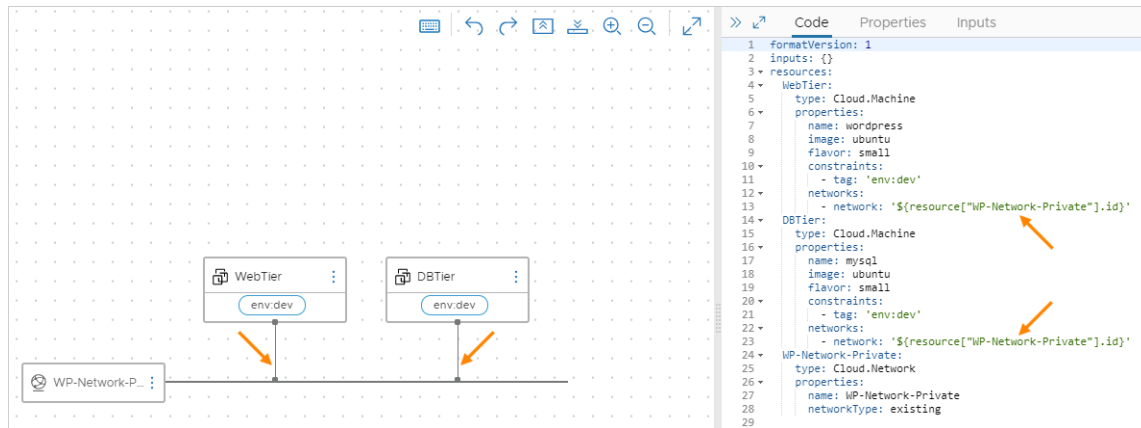 Code Properties Inputs
1 formatVersion: 1
2 inputs: {}
3 resources:
4 WebTier:
5 type: Cloud.Machine
6 properties:
7 name: wordpress
8 image: ubuntu
9 flavor: small
10 constraints:
11 - tag: 'env:dev'
12 networks:
13 - network: '${resource["WP-Network-Private"].id}'
14 DBTier:
15 type: Cloud.Machine
16 properties:
17 name: mysql
18 image: ubuntu
19 flavor: small
20 constraints:
21 - tag: 'env:dev'
22 networks:
23 - network: '${resource["WP-Network-Private"].id}'
24 WP-Network-Private:
25 type: Cloud.Network
26 properties:
27 name: WP-Network-Private
28 networkType: existing
29
WebTier
env:dev
DBTier
env:dev
WP-Network-P...